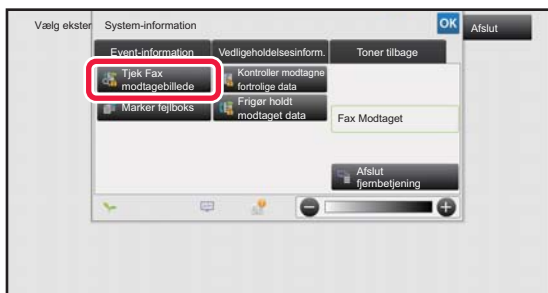 Vælg ekster
System-information
OK
Afslut
Event-information
Vedligeholdelsesinform.
Toner tilbage
Tjek Fax
modtagebillede
Kontroller modtagne
fortrolige data
Marker fejlboks
Frigør holdt
modtaget data
Fax Modtaget
Afslut
fjernbetjening